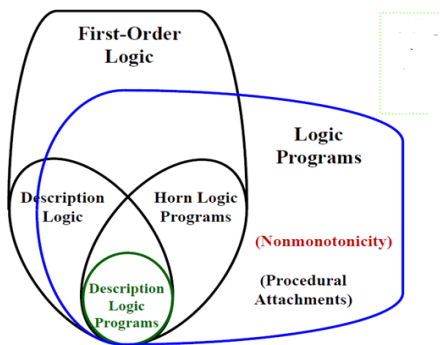 First-Order
Logic
Logic
Programs
Description
Logic
Horn Logic
Programs
(Nonmonotonicity)
(Procedural
Attachments)
Description
Logic
Programs